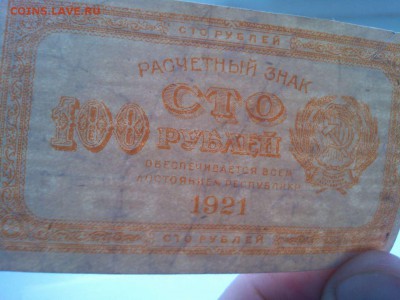 COINS.LAVE.RU
СТО РУБЛЕЙ
РАСЧЕТНЫЙ ЗНАК
СТО
100 РУБЛЕЙ
ОБЕСПЕЧИВАЕТСЯ ВСЕМ
ДОСТОЯНИЕМ РЕСПУБЛИКИ
1921
СТО РУБЛЕЙ